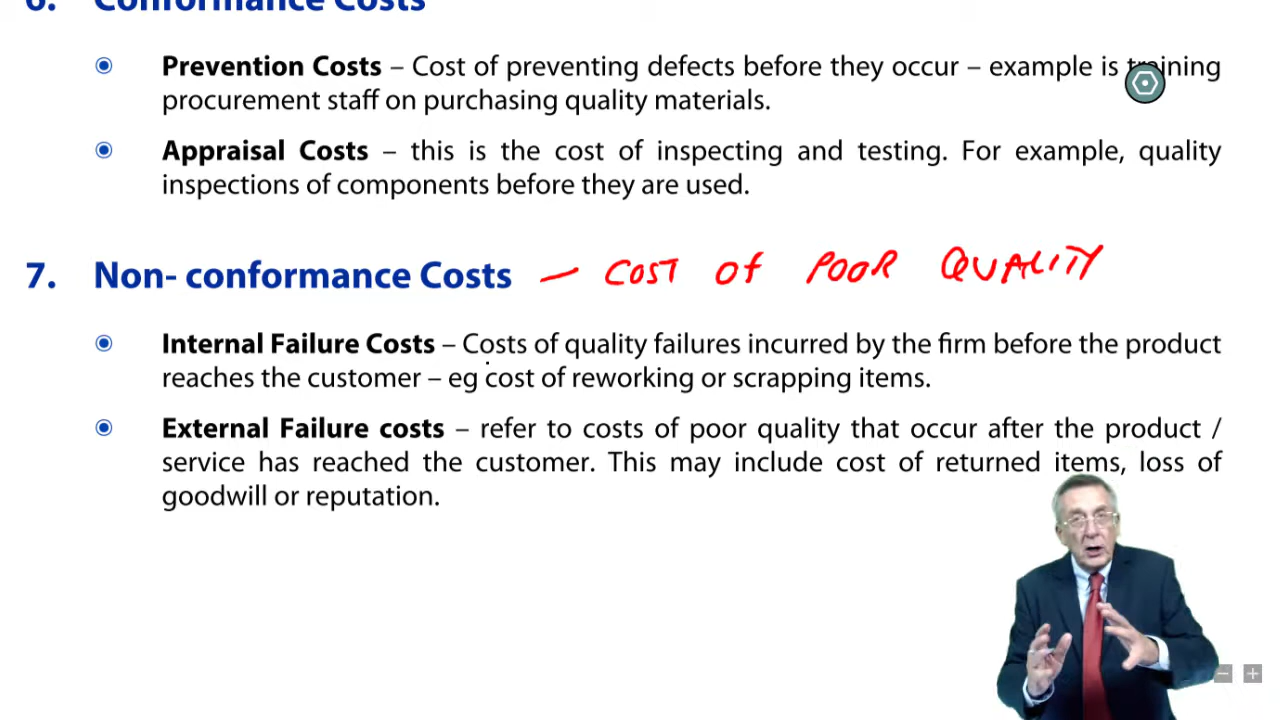 6. Conformance Costs
Prevention Costs – Cost of preventing defects before they occur – example is training
procurement staff on purchasing quality materials.
Appraisal Costs – this is the cost of inspecting and testing. For example, quality
inspections of components before they are used.
7. Non- conformance Costs — COST OF POOR QUALITY
Internal Failure Costs – Costs of quality failures incurred by the firm before the product
reaches the customer – eg cost of reworking or scrapping items.
External Failure costs – refer to costs of poor quality that occur after the product /
service has reached the customer. This may include cost of returned items, loss of
goodwill or reputation.